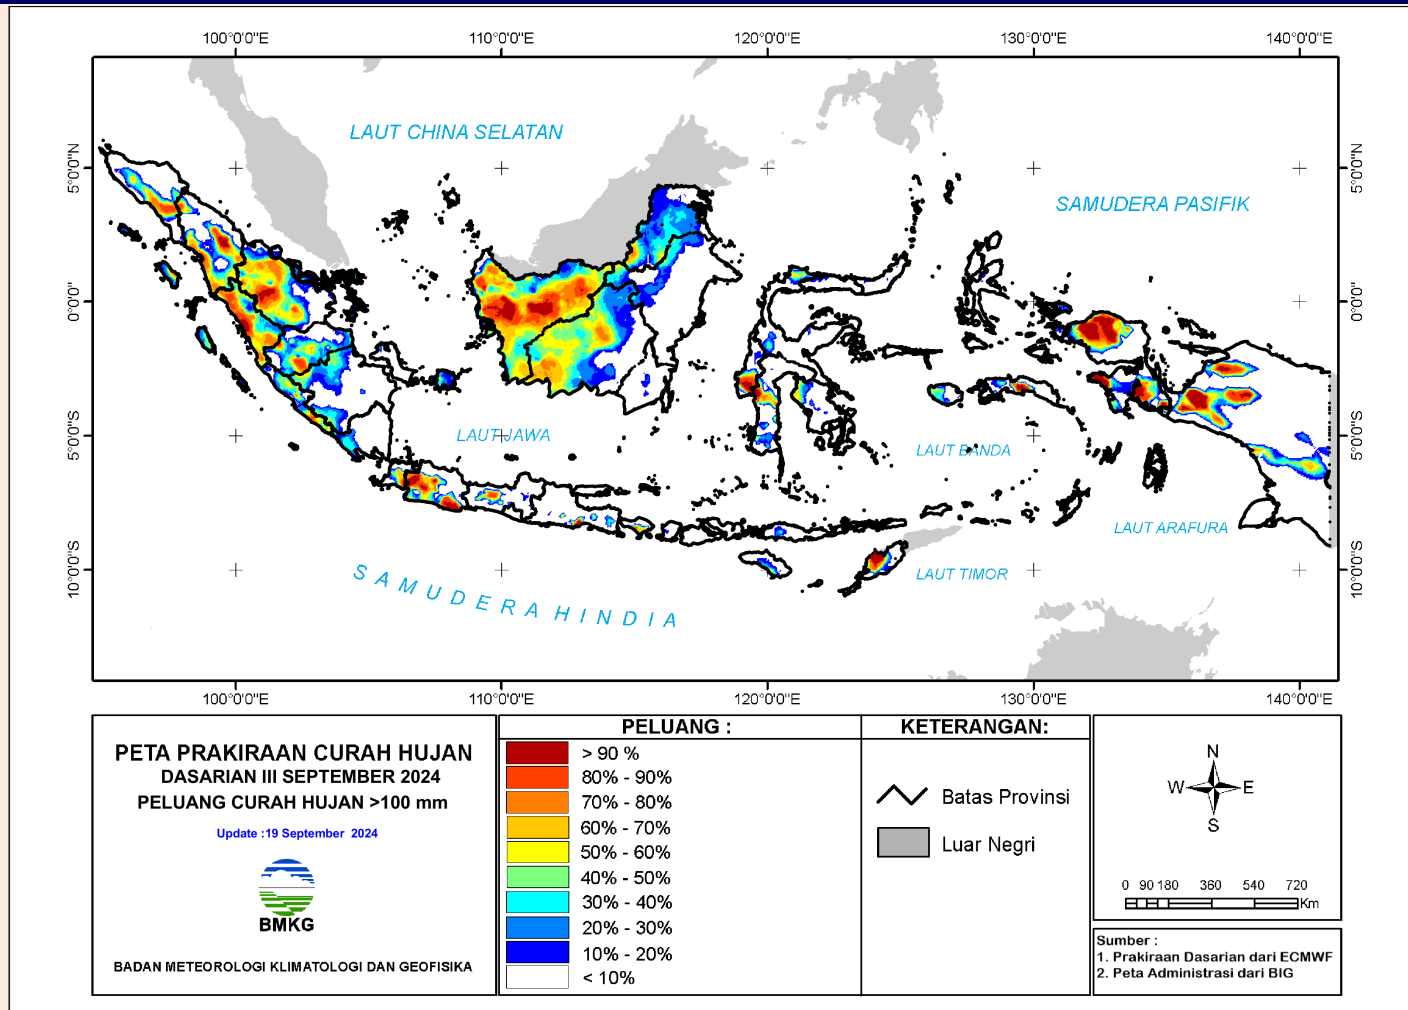 100°0'0"E 110°0'0"E 120°0'0"E 130°0'0"E 140°0'0"E
5°0'0"N
0°0'0"
5°0'0"S
10°0'0"S
LAUT CHINA SELATAN
SAMUDERA PASIFIK
LAUT JAWA
LAUT BANDA
LAUT ARAFURA
LAUT TIMOR
SAMUDERA HINDIA
5°0'0"N
0°0'0"
5°0'0"S
10°0'0"S
100°0'0"E 110°0'0"E 120°0'0"E 130°0'0"E 140°0'0"E
PETA PRAKIRAAN CURAH HUJAN
DASARIAN III SEPTEMBER 2024
PELUANG CURAH HUJAN >100 mm
Update :19 September 2024
BMKG
BADAN METEOROLOGI KLIMATOLOGI DAN GEOFISIKA
PELUANG :
> 90 %
80% - 90%
70% - 80%
60% - 70%
50% - 60%
40% - 50%
30% - 40%
20% - 30%
10% - 20%
< 10%
KETERANGAN:
Batas Provinsi
Luar Negri
N
W E
S
0 90 180 360 540 720
Km
Sumber :
1. Prakiraan Dasarian dari ECMWF
2. Peta Administrasi dari BIG